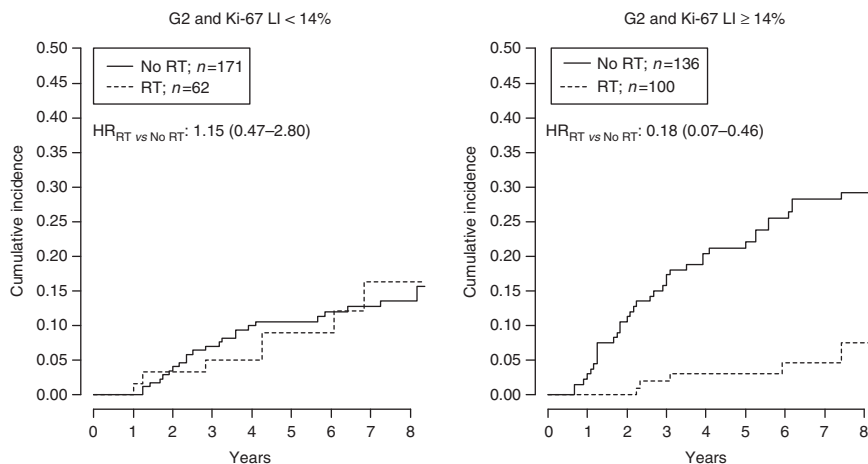 G2 and Ki-67 LI < 14%
0.50
0.45
0.40
0.35
0.30
0.25
0.20
0.15
0.10
0.05
0.00
Cumulative incidence
No RT; n=171
RT; n=62
HRRT vs No RT: 1.15 (0.47–2.80)
0 1 2 3 4 5 6 7 8
Years
G2 and Ki-67 LI ≥ 14%
0.50
0.45
0.40
0.35
0.30
0.25
0.20
0.15
0.10
0.05
0.00
Cumulative incidence
No RT; n=136
RT; n=100
HRRT vs No RT: 0.18 (0.07–0.46)
0 1 2 3 4 5 6 7 8
Years